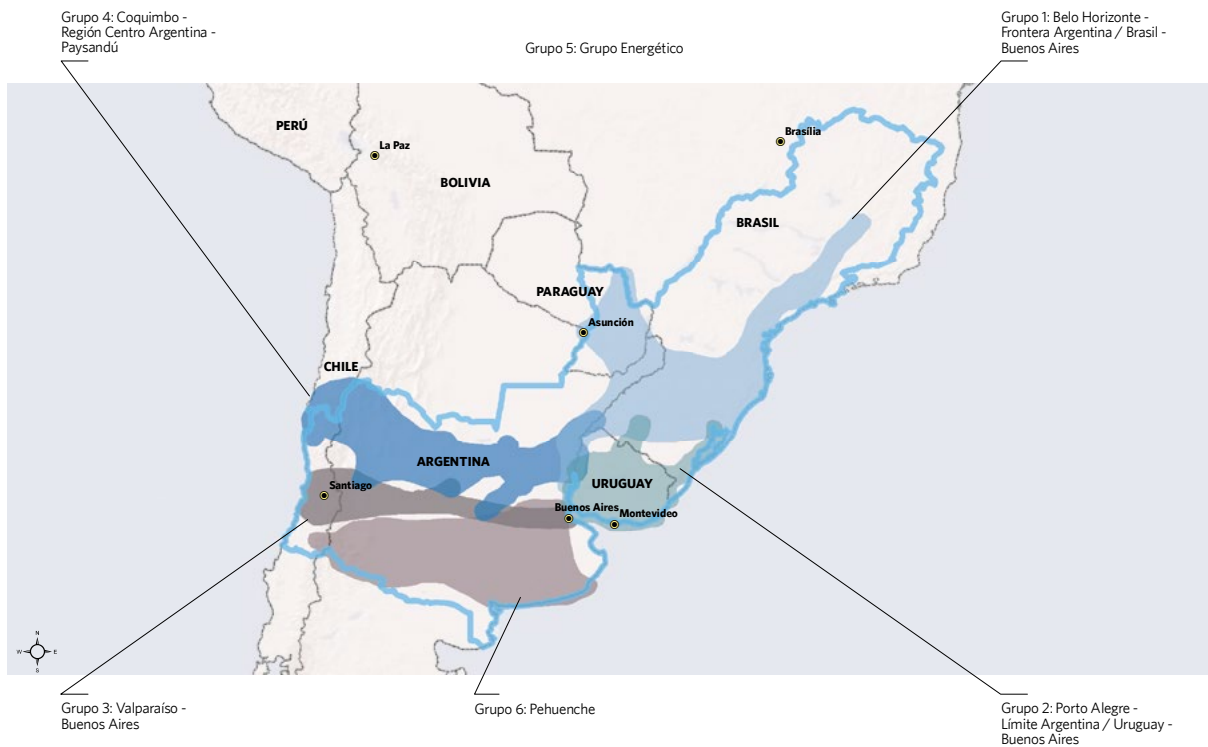 Grupo 4: Coquimbo -
Región Centro Argentina -
Paysandú
Grupo 5: Grupo Energético
Grupo 1: Belo Horizonte -
Frontera Argentina / Brasil -
Buenos Aires
PERÚ
La Paz
BOLIVIA
Brasília
BRASIL
PARAGUAY
Asunción
CHILE
ARGENTINA
Santiago
URUGUAY
Buenos Aires
Montevideo
N
W
E
S
Grupo 3: Valparaíso -
Buenos Aires
Grupo 6: Pehuenche
Grupo 2: Porto Alegre -
Límite Argentina / Uruguay -
Buenos Aires